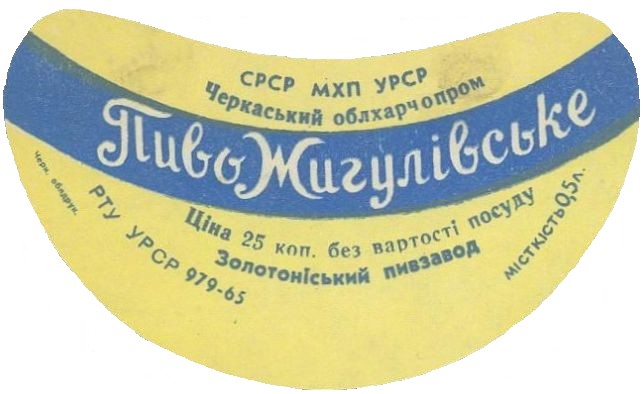 СРСР МХП УРСР
Черкаський облхарчопром
Пиво Жигулівське
Ціна 25 коп. без вартості посуду
Золотоніський пивзавод
Черк. облдрук.
РТУ УРСР 979-65
місткість 0,5 л.